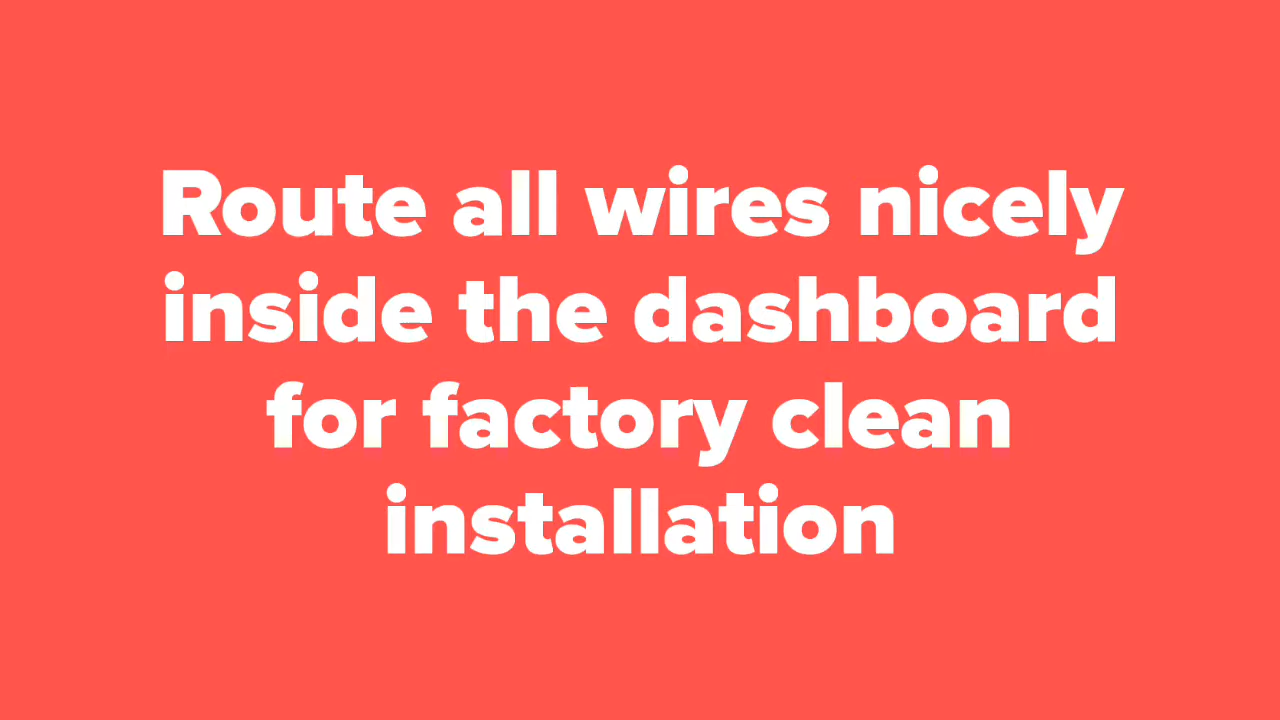 Route all wires nicely
inside the dashboard
for factory clean
installation